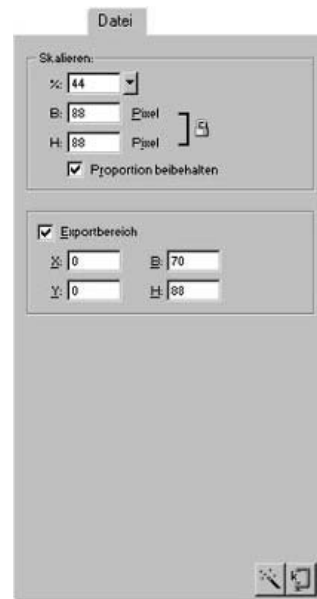 Datei
Skalieren:
%: 44
B: 88 Pixel
H: 88 Pixel
Proportion beibehalten
Exportbereich
X: 0 B: 70
Y: 0 H: 88